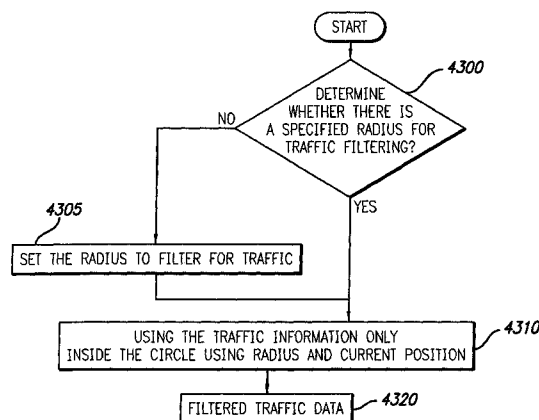 START
4300
DETERMINE
WHETHER THERE IS
A SPECIFIED RADIUS FOR
TRAFFIC FILTERING?
NO
YES
4305
SET THE RADIUS TO FILTER FOR TRAFFIC
4310
USING THE TRAFFIC INFORMATION ONLY
INSIDE THE CIRCLE USING RADIUS AND CURRENT POSITION
4320
FILTERED TRAFFIC DATA